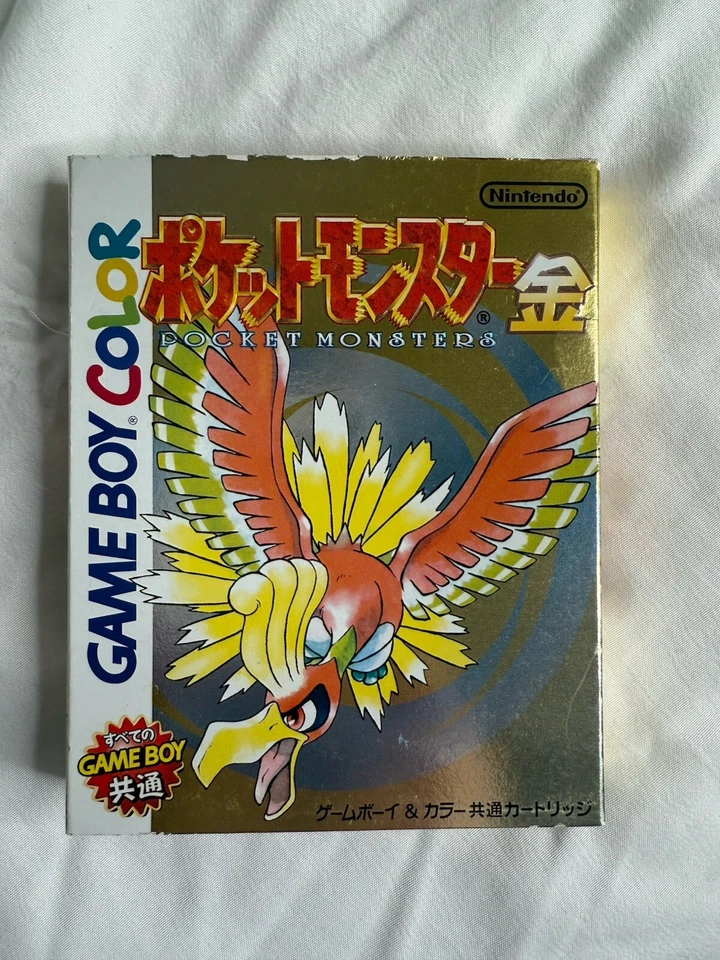 Nintendo®
ポケットモンスター金
®
POCKET MONSTERS
GAME BOY® COLOR
すべての
GAME BOY
共通
ゲームボーイ & カラー共通カートリッジ